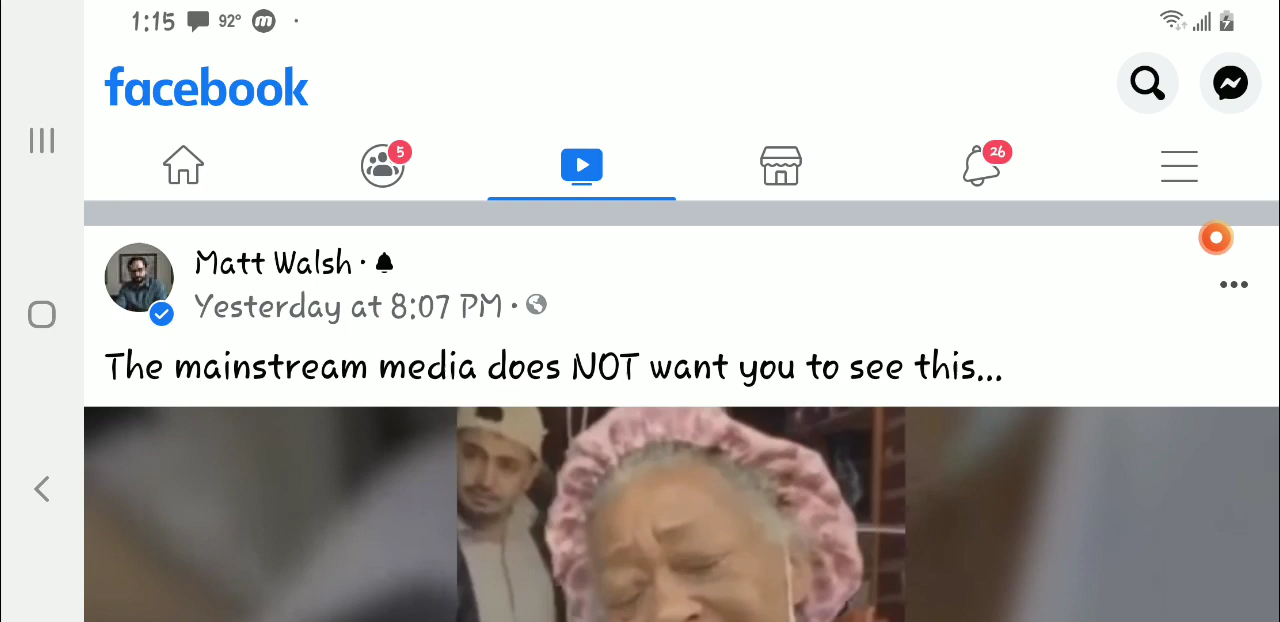 1:15 92° m
facebook
5 26
Matt Walsh ·
Yesterday at 8:07 PM ·
The mainstream media does NOT want you to see this...